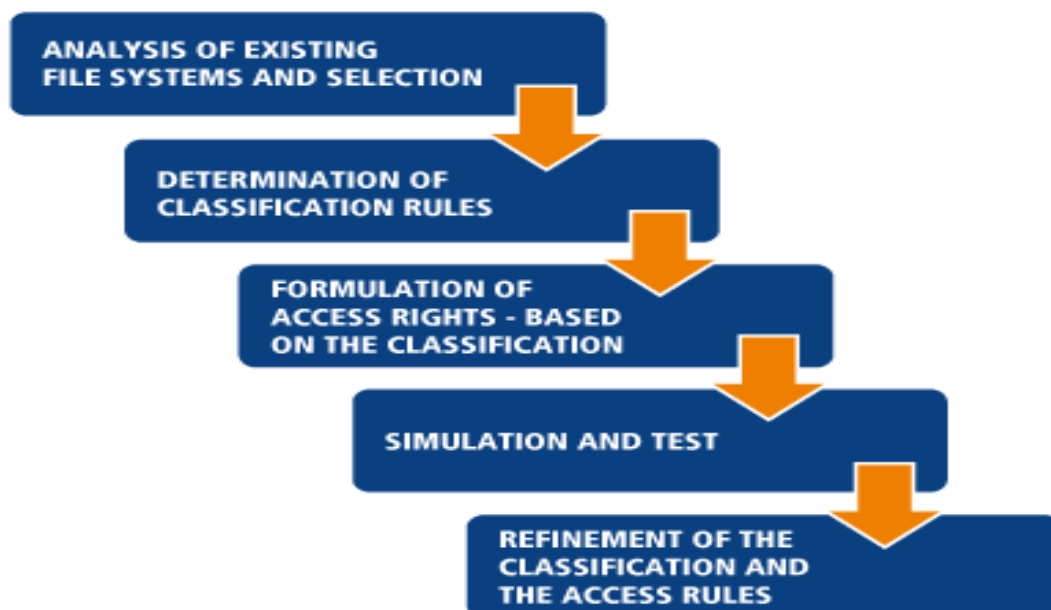 ANALYSIS OF EXISTING
FILE SYSTEMS AND SELECTION
DETERMINATION OF
CLASSIFICATION RULES
FORMULATION OF
ACCESS RIGHTS - BASED
ON THE CLASSIFICATION
SIMULATION AND TEST
REFINEMENT OF THE
CLASSIFICATION AND
THE ACCESS RULES